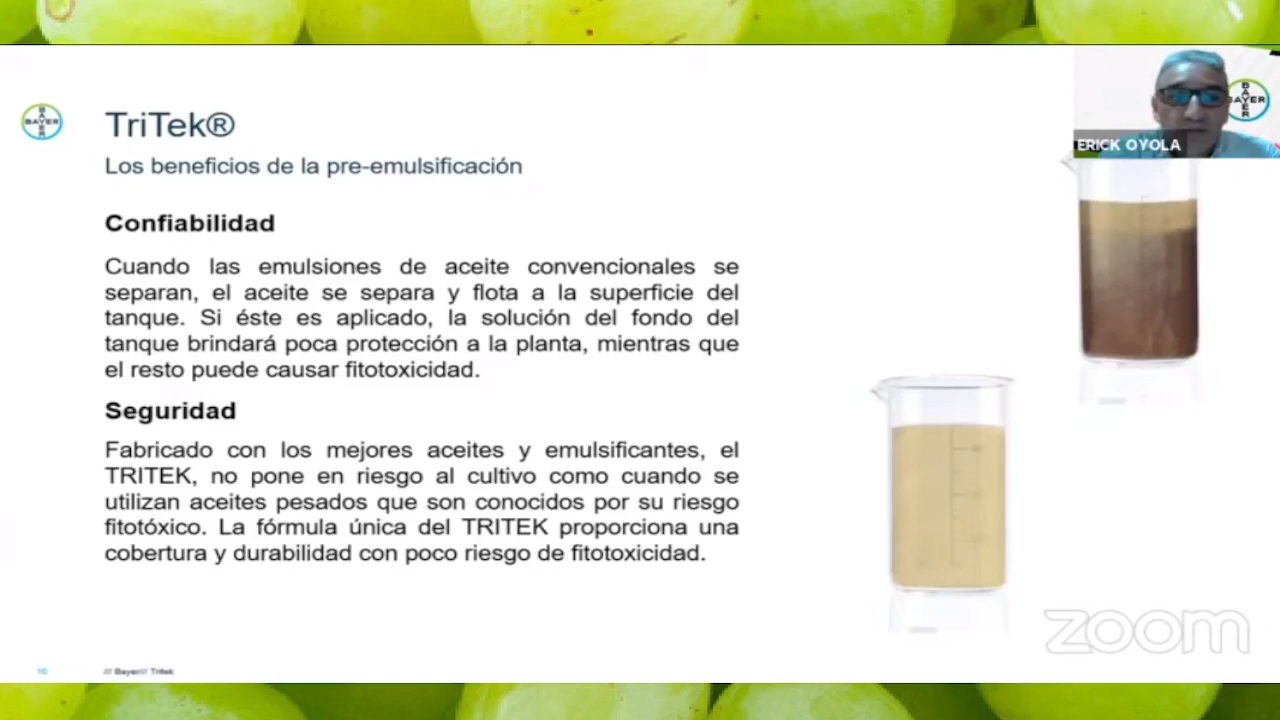 BAYER
TriTek®
Los beneficios de la pre-emulsificación
BAYER
ERICK OYOLA
Confiabilidad
Cuando las emulsiones de aceite convencionales se
separan, el aceite se separa y flota a la superficie del
tanque. Si éste es aplicado, la solución del fondo del
tanque brindará poca protección a la planta, mientras que
el resto puede causar fitotoxicidad.
Seguridad
Fabricado con los mejores aceites y emulsificantes, el
TRITEK, no pone en riesgo al cultivo como cuando se
utilizan aceites pesados que son conocidos por su riesgo
fitotóxico. La fórmula única del TRITEK proporciona una
cobertura y durabilidad con poco riesgo de fitotoxicidad.
zoom
10
/// Bayer/// Tritek